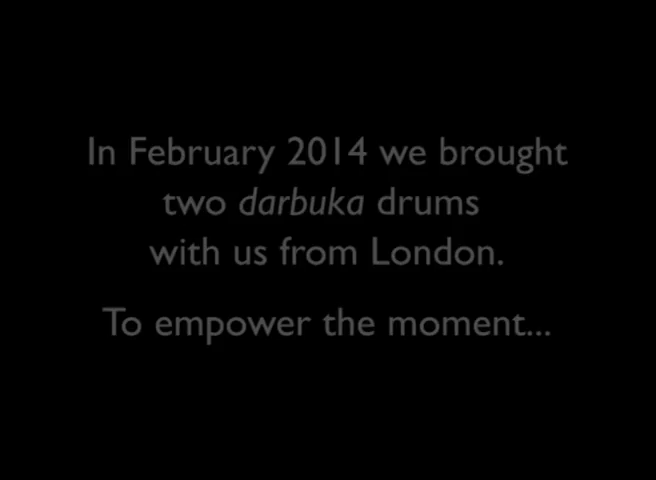 In February 2014 we brought
two darbuka drums
with us from London.
To empower the moment...